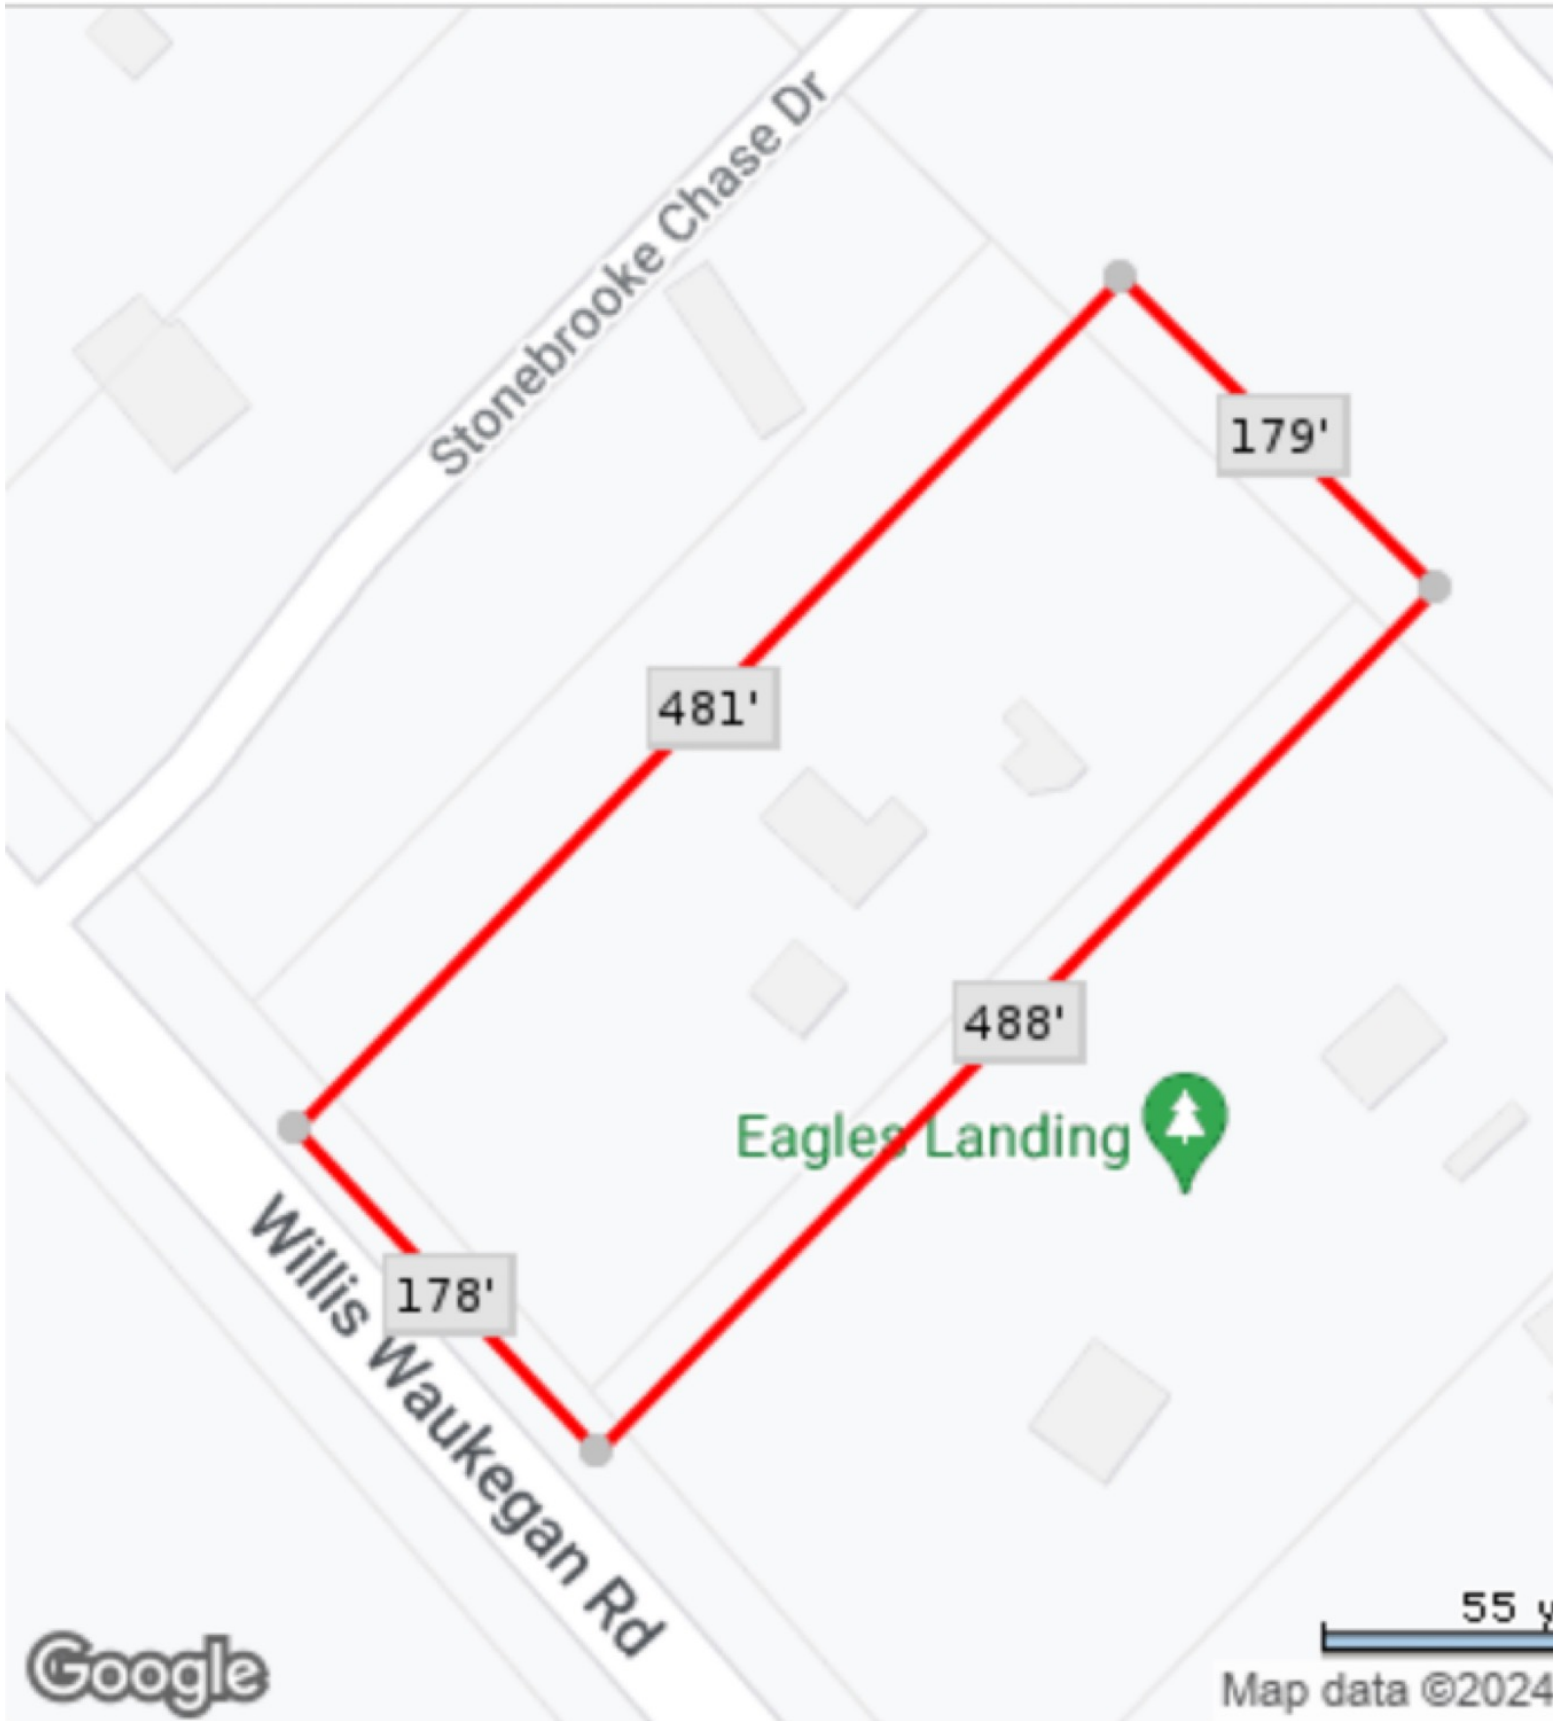 Stonebrooke Chase Dr
179'
481'
488'
Eagles Landing
178'
Willis Waukegan Rd
55 y
Google
Map data ©2024